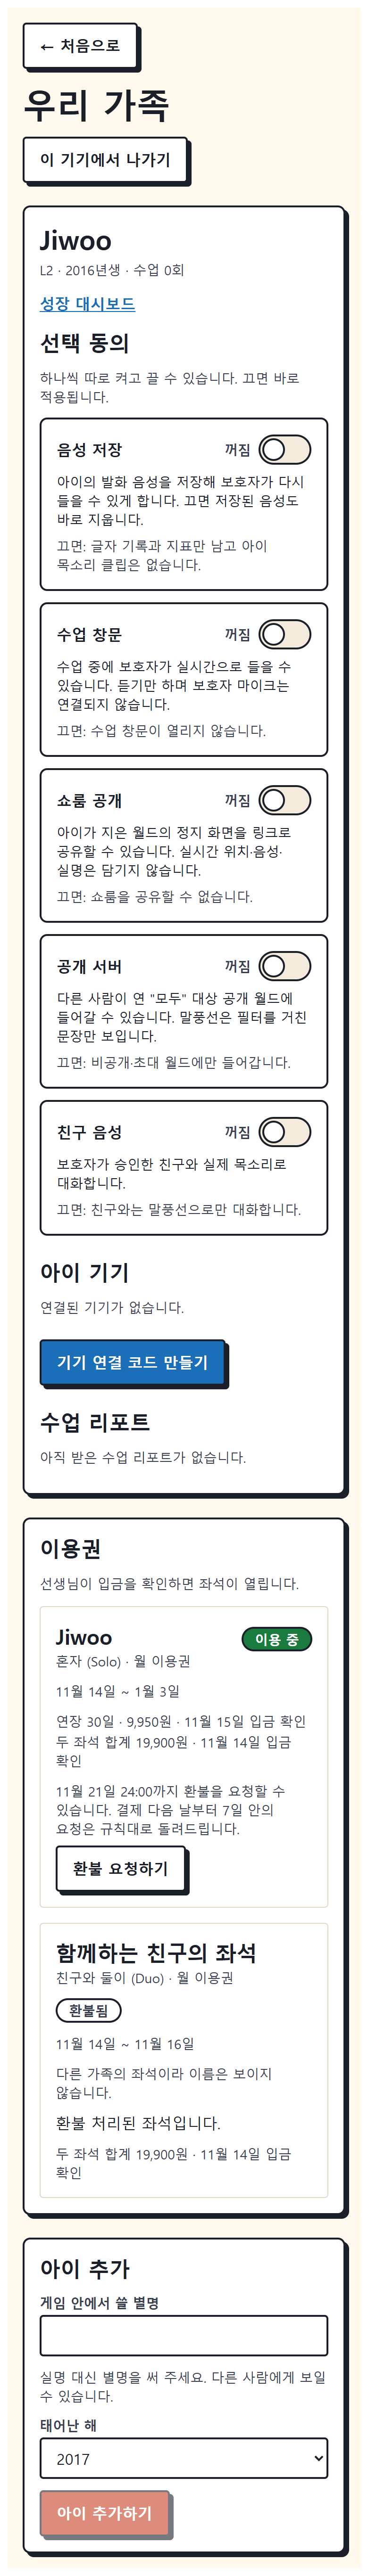 ← 처음으로
우리 가족
이 기기에서 나가기
Jiwoo
L2 · 2016년생 · 수업 0회
성장 대시보드
선택 동의
하나씩 따로 켜고 끌 수 있습니다. 끄면 바로
적용됩니다.
음성 저장 꺼짐
아이의 발화 음성을 저장해 보호자가 다시
들을 수 있게 합니다. 끄면 저장된 음성도
바로 지웁니다.
끄면: 글자 기록과 지표만 남고 아이
목소리 클립은 없습니다.
수업 창문 꺼짐
수업 중에 보호자가 실시간으로 들을 수
있습니다. 듣기만 하며 보호자 마이크는
연결되지 않습니다.
끄면: 수업 창문이 열리지 않습니다.
쇼룸 공개 꺼짐
아이가 지은 월드의 정지 화면을 링크로
공유할 수 있습니다. 실시간 위치·음성·
실명은 담기지 않습니다.
끄면: 쇼룸을 공유할 수 없습니다.
공개 서버 꺼짐
다른 사람이 연 "모두" 대상 공개 월드에
들어갈 수 있습니다. 말풍선은 필터를 거친
문장만 보입니다.
끄면: 비공개·초대 월드에만 들어갑니다.
친구 음성 꺼짐
보호자가 승인한 친구와 실제 목소리로
대화합니다.
끄면: 친구와는 말풍선으로만 대화합니다.
아이 기기
연결된 기기가 없습니다.
기기 연결 코드 만들기
수업 리포트
아직 받은 수업 리포트가 없습니다.
이용권
선생님이 입금을 확인하면 좌석이 열립니다.
Jiwoo 이용 중
혼자 (Solo) · 월 이용권
11월 14일 ~ 1월 3일
연장 30일 · 9,950원 · 11월 15일 입금 확인
두 좌석 합계 19,900원 · 11월 14일 입금
확인
11월 21일 24:00까지 환불을 요청할 수
있습니다. 결제 다음 날부터 7일 안의
요청은 규칙대로 돌려드립니다.
환불 요청하기
함께하는 친구의 좌석
친구와 둘이 (Duo) · 월 이용권
환불됨
11월 14일 ~ 11월 16일
다른 가족의 좌석이라 이름은 보이지
않습니다.
환불 처리된 좌석입니다.
두 좌석 합계 19,900원 · 11월 14일 입금
확인
아이 추가
게임 안에서 쓸 별명
실명 대신 별명을 써 주세요. 다른 사람에게 보일
수 있습니다.
태어난 해
2017
아이 추가하기